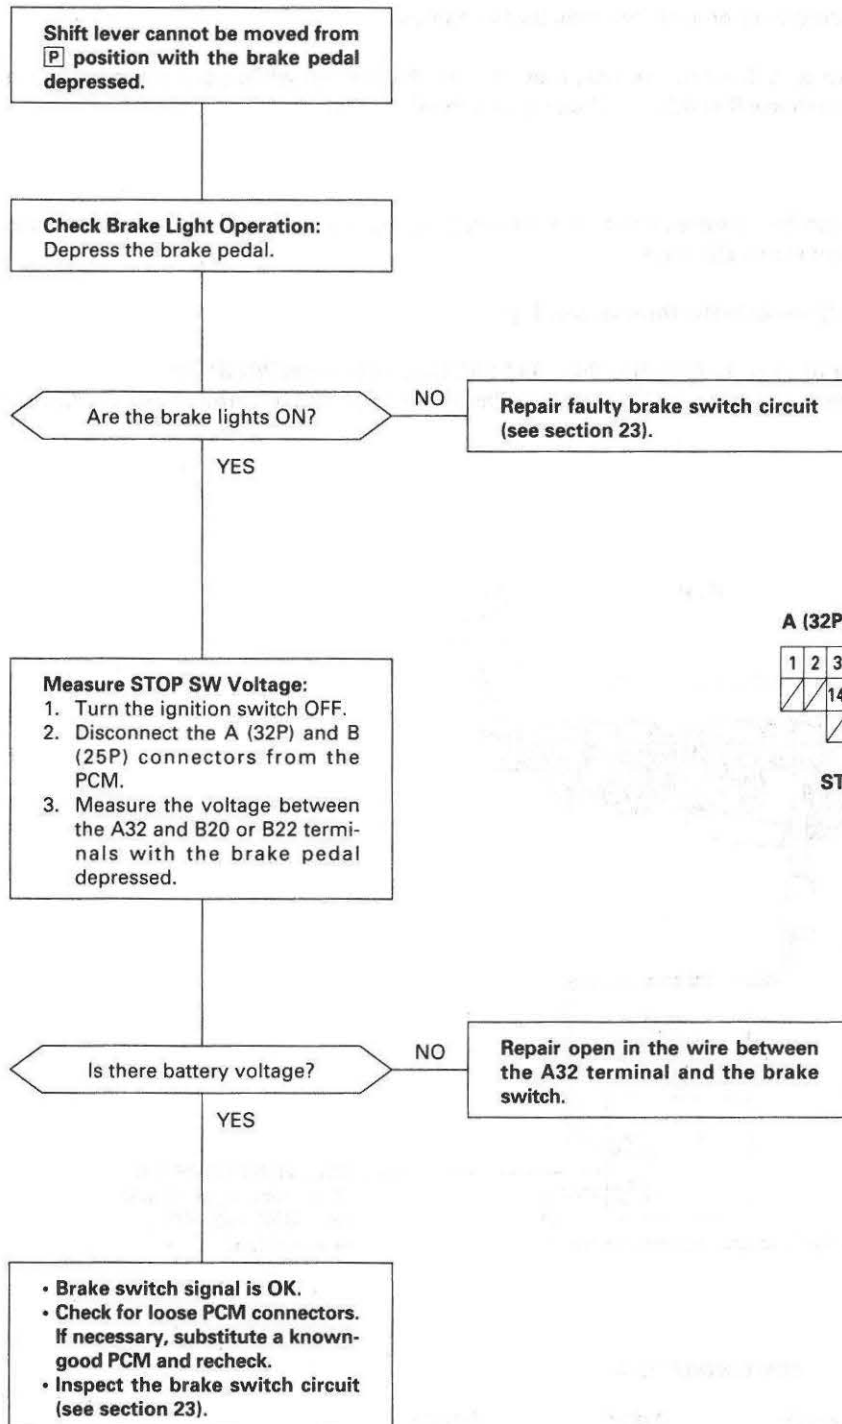 Shift lever cannot be moved from
P position with the brake pedal
depressed.
Check Brake Light Operation:
Depress the brake pedal.
Are the brake lights ON?
NO
Repair faulty brake switch circuit
(see section 23).
YES
A (32P
1 2 3
14
ST
Measure STOP SW Voltage:
1. Turn the ignition switch OFF.
2. Disconnect the A (32P) and B
(25P) connectors from the
PCM.
3. Measure the voltage between
the A32 and B20 or B22 termi-
nals with the brake pedal
depressed.
Is there battery voltage?
NO
Repair open in the wire between
the A32 terminal and the brake
switch.
YES
• Brake switch signal is OK.
• Check for loose PCM connectors.
If necessary, substitute a known-
good PCM and recheck.
• Inspect the brake switch circuit
(see section 23).